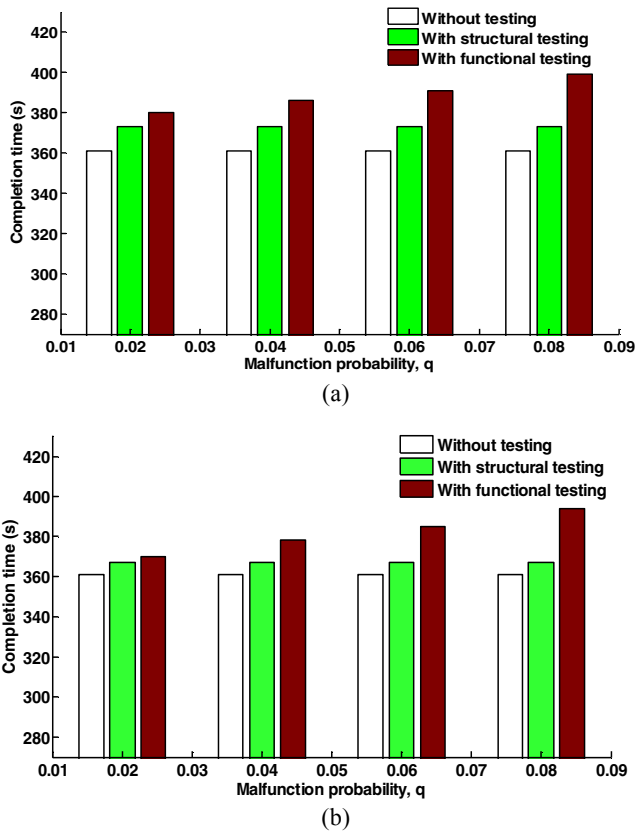 Without testing
With structural testing
With functional testing
Completion time (s)
420
400
380
360
340
320
300
280
0.01 0.02 0.03 0.04 0.05 0.06 0.07 0.08 0.09
Malfunction probability, q
(a)
Without testing
With structural testing
With functional testing
Completion time (s)
420
400
380
360
340
320
300
280
0.01 0.02 0.03 0.04 0.05 0.06 0.07 0.08 0.09
Malfunction probability, q
(b)